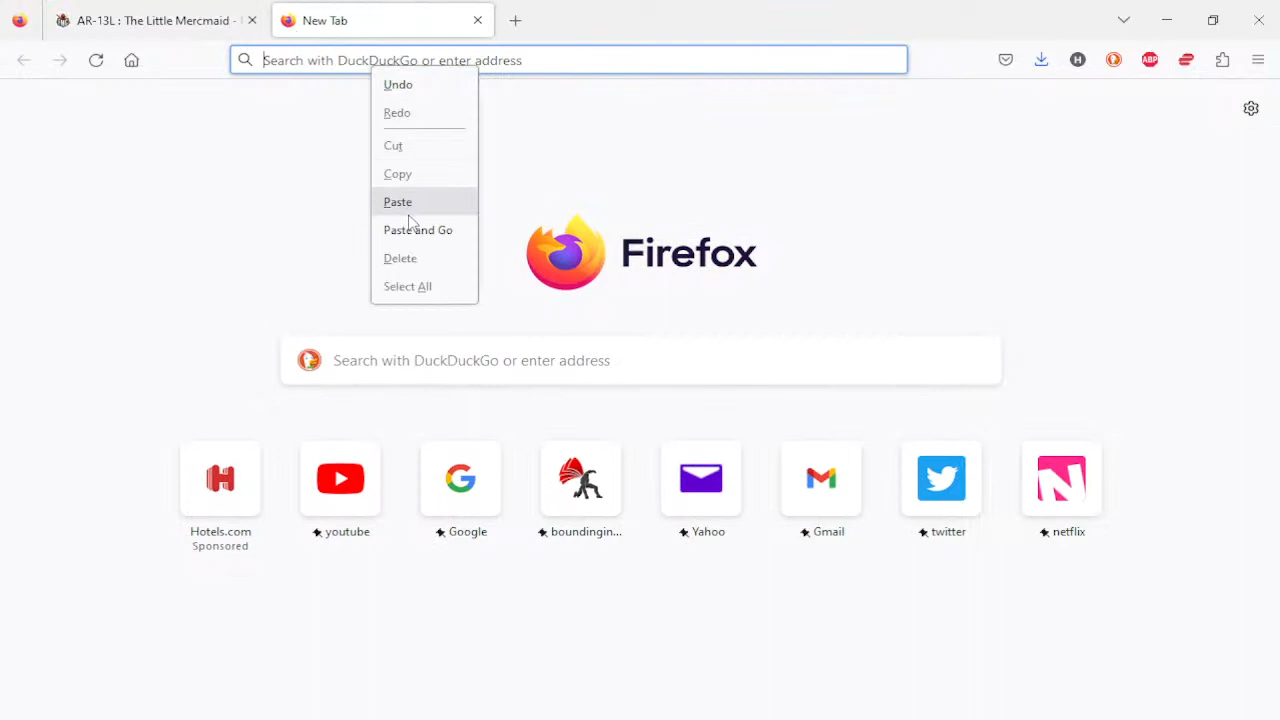 AR-13L : The Little Mercmaid -
New Tab
Search with DuckDuckGo or enter address
H
ABP
Undo
Redo
Cut
Copy
Paste
Paste and Go
Delete
Select All
Firefox
Search with DuckDuckGo or enter address
Hotels.com
Sponsored
youtube
Google
boundingin...
Yahoo
Gmail
twitter
netflix